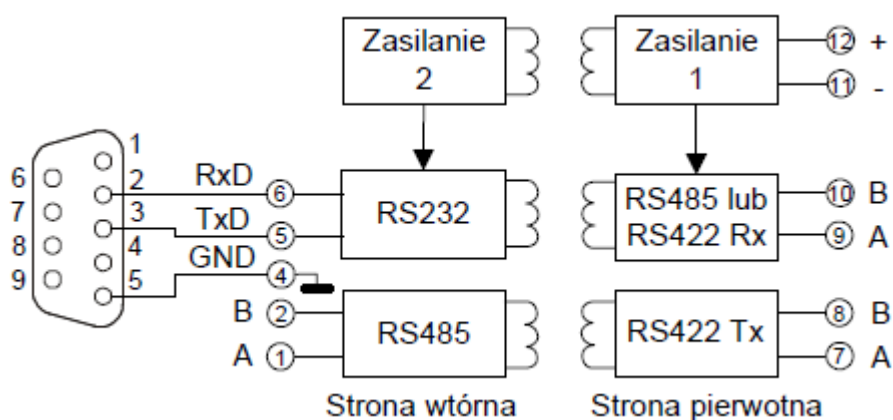 Zasilanie
2
Zasilanie
1
12 +
11 -
1
6
2
RxD
6
RS232
RS485 lub
RS422 Rx
10 B
9 A
7
3
TxD
5
8
4
GND
4
9
5
B 2
A 1
RS485
RS422 Tx
8 B
7 A
Strona wtórna
Strona pierwotna